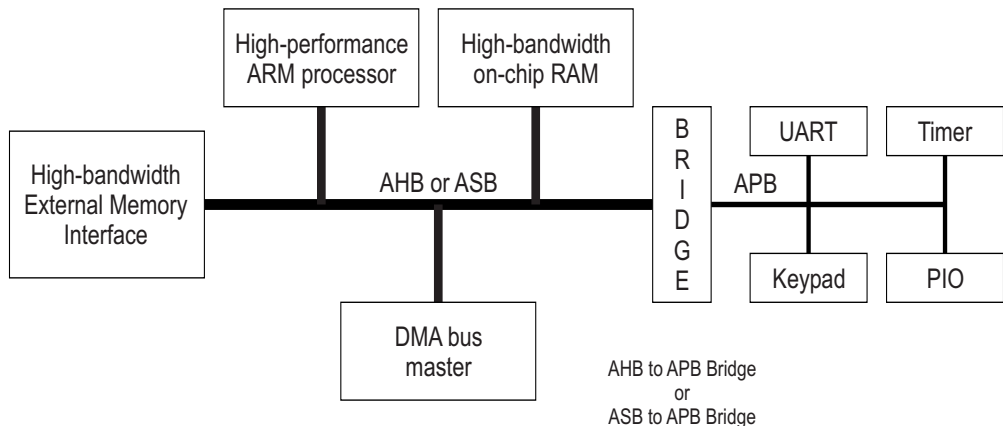 High-performance
ARM processor
High-bandwidth
on-chip RAM
High-bandwidth
External Memory
Interface
AHB or ASB
B
R
I
D
G
E
APB
UART
Timer
Keypad
PIO
DMA bus
master
AHB to APB Bridge
or
ASB to APB Bridge